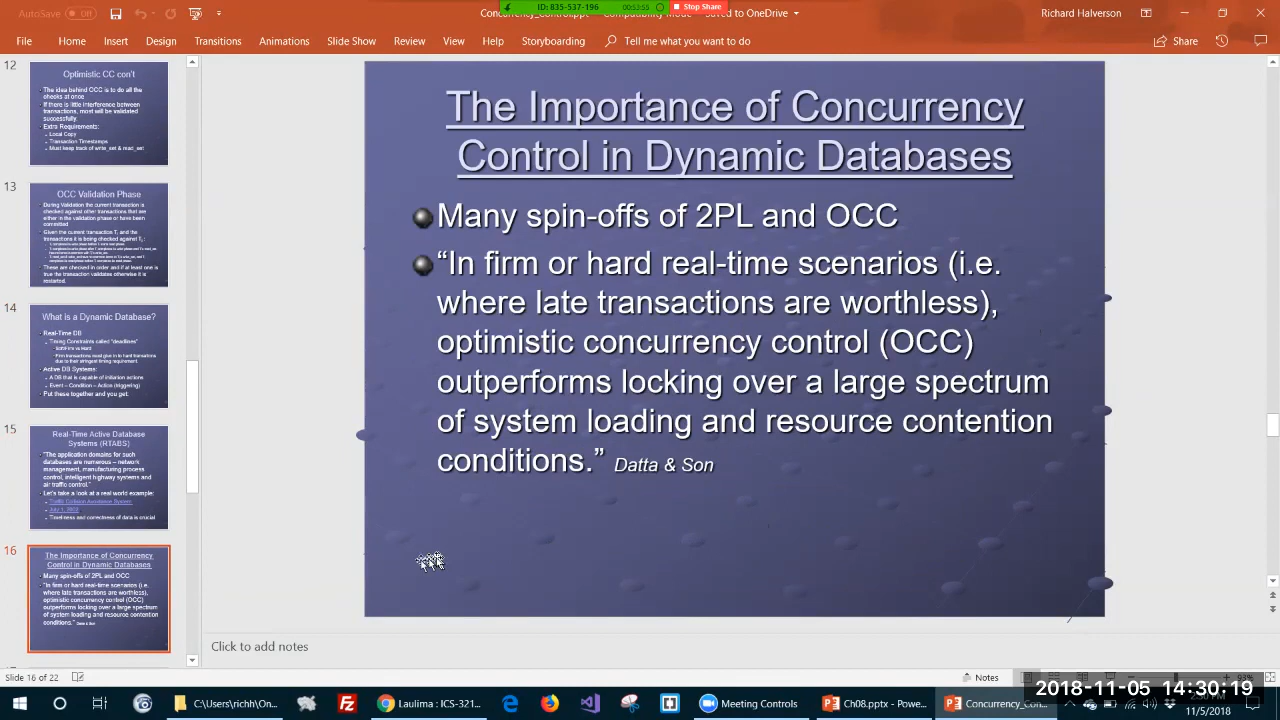 AutoSave Off
Concurrency_Control.ppt - Compatibility Mode - Saved to OneDrive
ID: 835-537-196
00:53:55
Stop Share
Richard Halverson
File Home Insert Design Transitions Animations Slide Show Review View Help Storyboarding Tell me what you want to do Share
12
Optimistic CC con't
The idea behind OCC is to do all the
checks at once
If there is little interference between
transactions, most will be validated
successfully
Extra Requirements:
Local Copy
Transaction Timestamps
Must keep track of write_set & read_set
13
OCC Validation Phase
During Validation the current transaction is
checked against other transactions that are
either in the validation phase or have been
committed
Given the current transaction Ti and the
transactions it is being checked against
These are checked in order and if at least one is
true the transaction validates otherwise it is
restarted.
14
What is a Dynamic Database?
Real-Time DB
Timing Constraints called "deadlines"
Soft/Firm vs Hard
Firm transactions must give in to hard transactions
due to their stringent timing requirement.
Active DB Systems:
A DB that is capable of initiation actions
Event – Condition – Action (triggering)
Put these together and you get:
15
Real-Time Active Database
Systems (RTABS)
"The application domains for such
databases are numerous – network
management, manufacturing process
control, intelligent highway systems and
air traffic control."
Let's take a look at a real world example:
Traffic Collision Avoidance System
Timeliness and correctness of data is crucial
16
The Importance of Concurrency
Control in Dynamic Databases
Many spin-offs of 2PL and OCC
"In firm or hard real-time scenarios (i.e.
where late transactions are worthless),
optimistic concurrency control (OCC)
outperforms locking over a large spectrum
of system loading and resource contention
conditions." Datta & Son
The Importance of Concurrency
Control in Dynamic Databases
Many spin-offs of 2PL and OCC
“In firm or hard real-time scenarios (i.e.
where late transactions are worthless),
optimistic concurrency control (OCC)
outperforms locking over a large spectrum
of system loading and resource contention
conditions.” Datta & Son
Click to add notes
Slide 16 of 22
Notes
93%
2018-11-05 14:30:19
C:\Users\richh\On...
Laulima : ICS-321...
Meeting Controls
Ch08.pptx - Powe...
Concurrency_Con...
11/5/2018